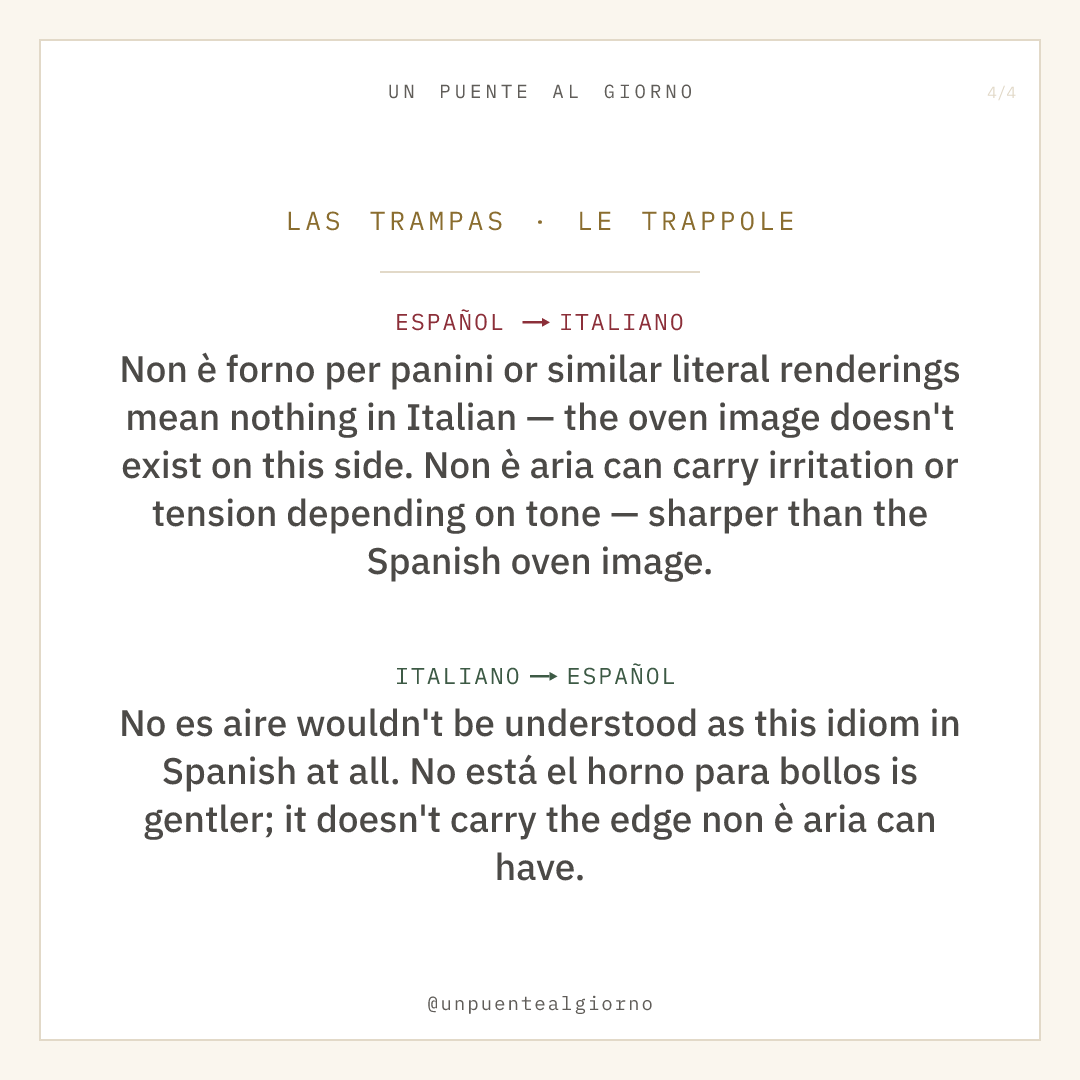 UN PUENTE AL GIORNO
4/4
LAS TRAMPAS · LE TRAPPOLE
ESPAÑOL → ITALIANO
Non è forno per panini or similar literal renderings
mean nothing in Italian — the oven image doesn't
exist on this side. Non è aria can carry irritation or
tension depending on tone — sharper than the
Spanish oven image.
ITALIANO → ESPAÑOL
No es aire wouldn't be understood as this idiom in
Spanish at all. No está el horno para bollos is
gentler; it doesn't carry the edge non è aria can
have.
@unpuentealgiorno